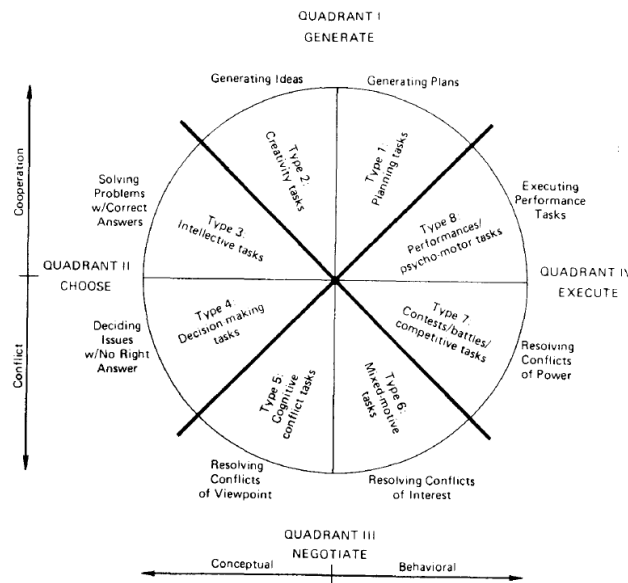 QUADRANT I
GENERATE
Generating Ideas
Generating Plans
Cooperation
Solving
Problems
w/Correct
Answers
Type 2:
Creativity tasks
Type 1:
Planning tasks
Executing
Performance
Tasks
Type 3:
Intellective tasks
Type 8:
Performances/
psycho-motor tasks
QUADRANT II
CHOOSE
QUADRANT IV
EXECUTE
Conflict
Deciding
Issues
w/No Right
Answer
Type 4:
Decision making
tasks
Type 7:
Contests/battles/
competitive tasks
Resolving
Conflicts
of Power
Type 5:
Cognitive
conflict tasks
Type 6:
Mixed-motive
tasks
Resolving
Conflicts
of Viewpoint
Resolving Conflicts
of Interest
QUADRANT III
NEGOTIATE
Conceptual
Behavioral